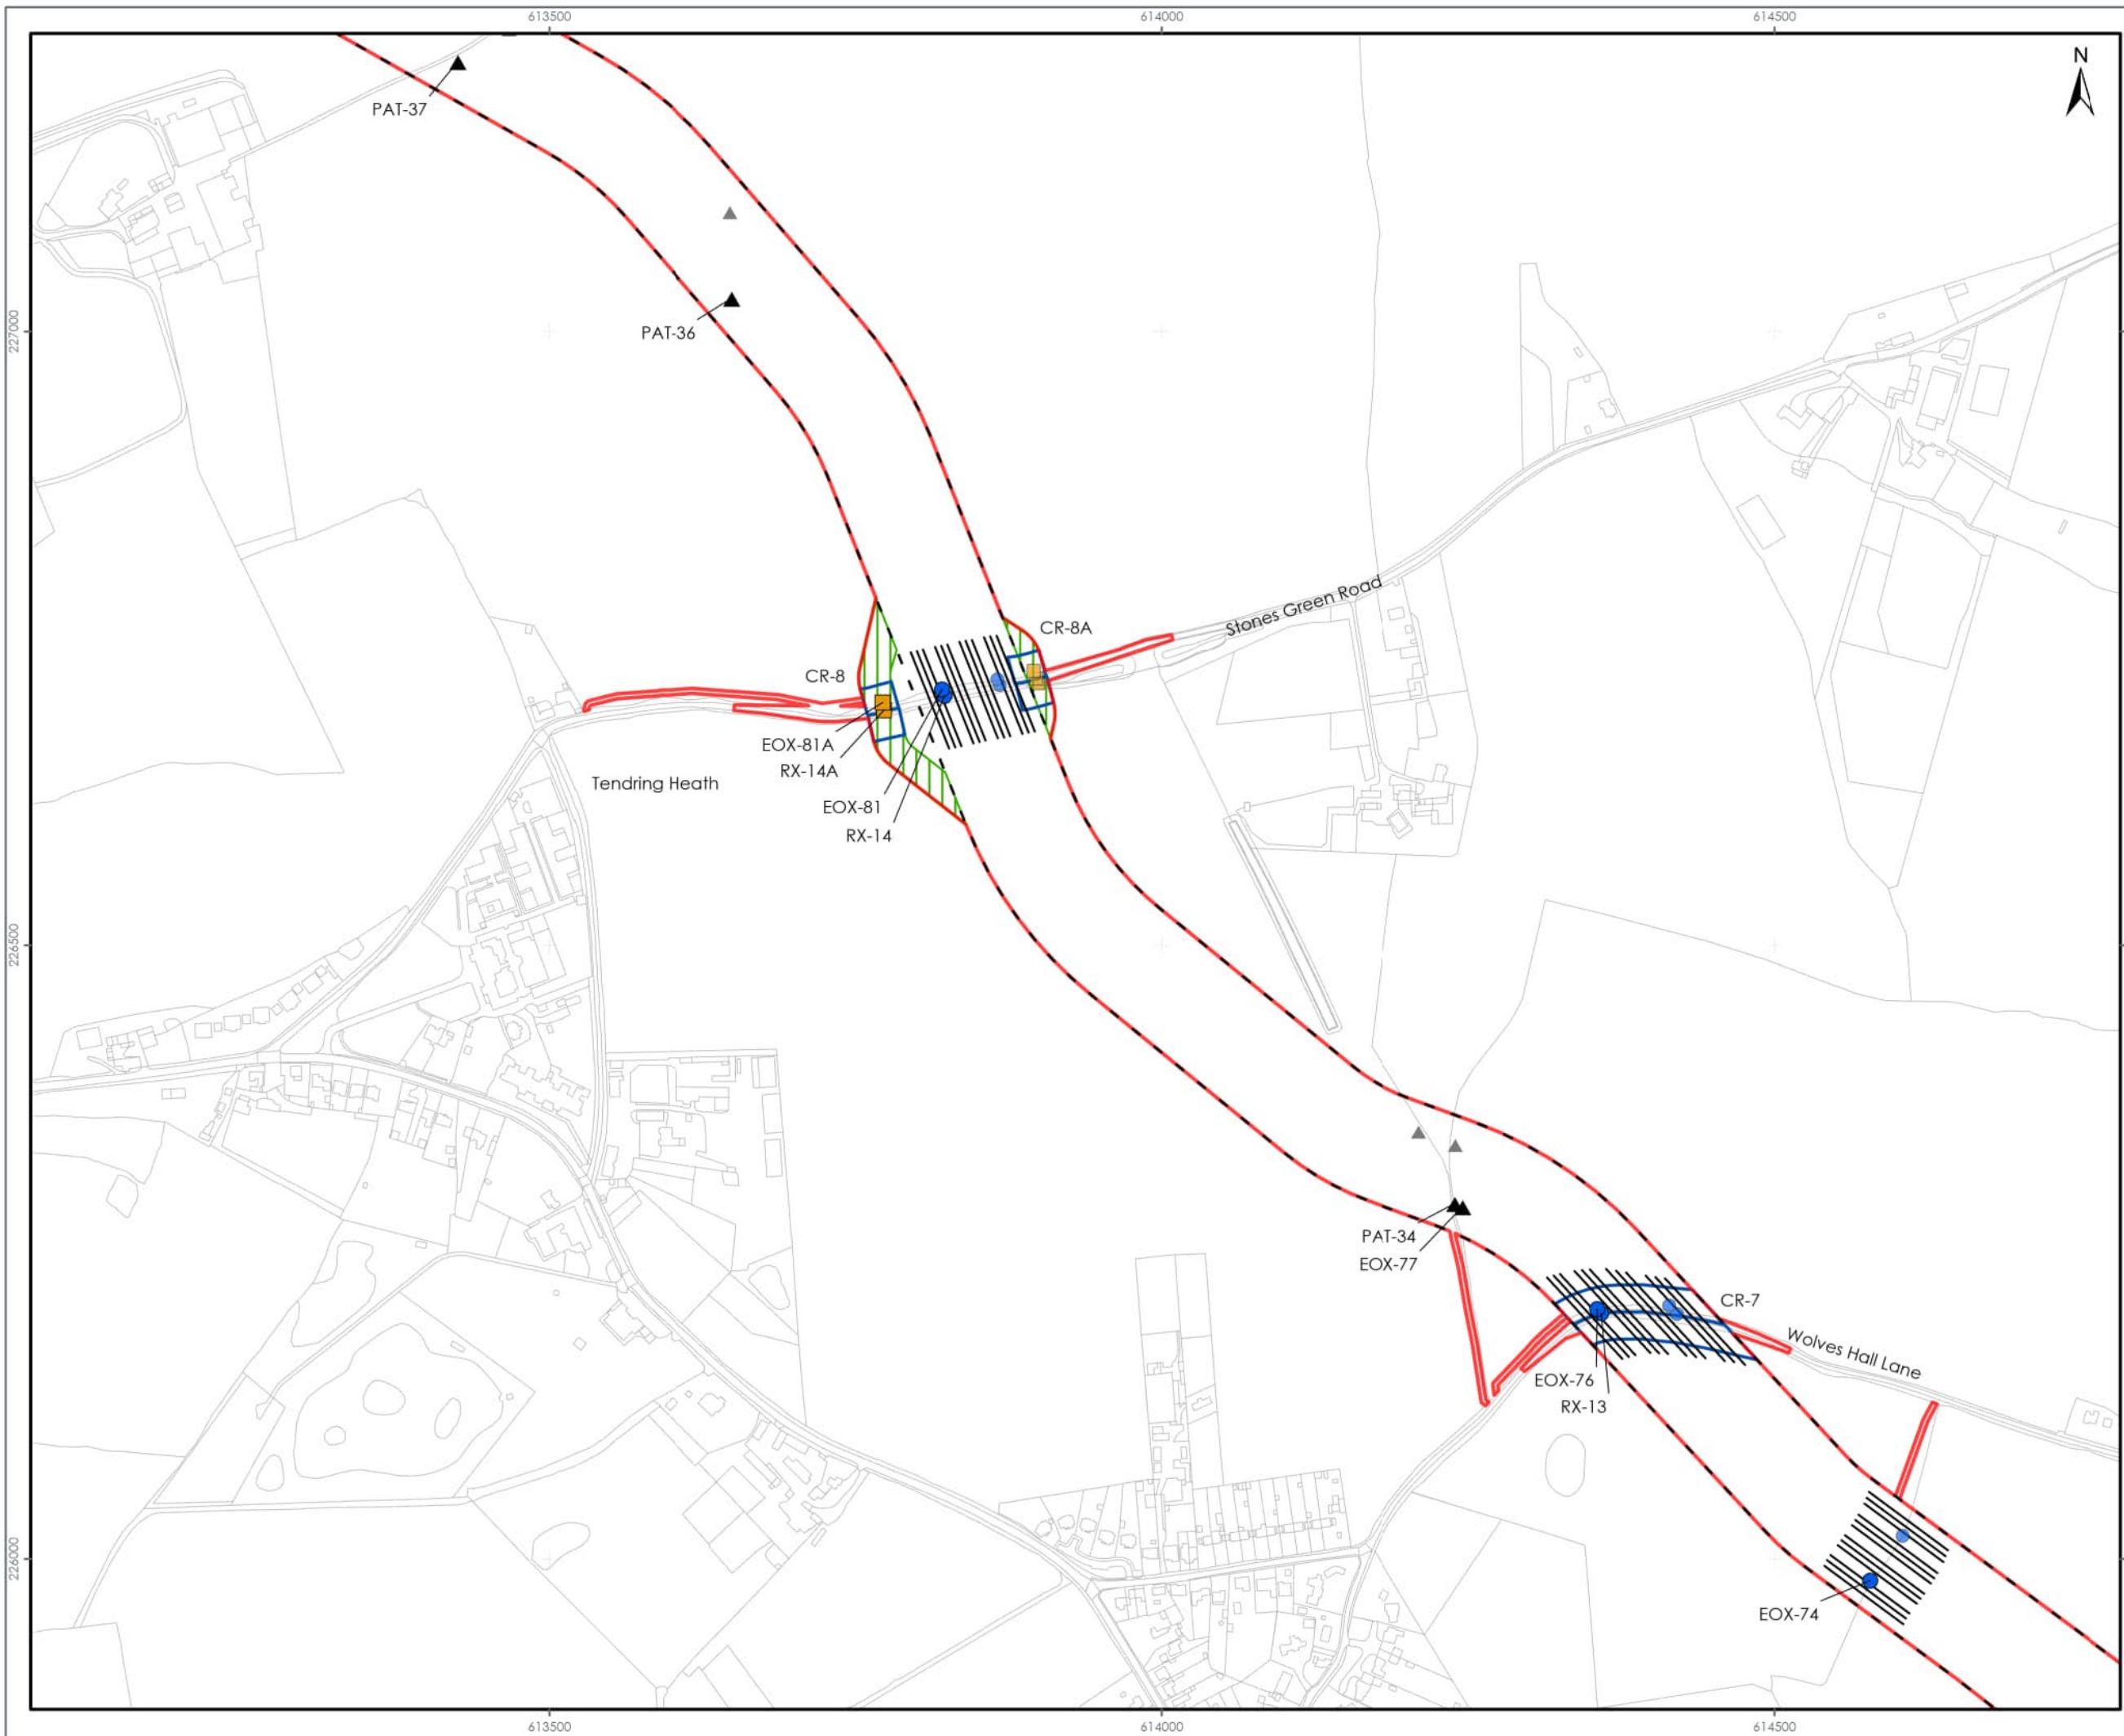 613500
614000
614500
N
PAT-37
227000
PAT-36
Stones Green Road
CR-8A
CR-8
EOX-81A
RX-14A
Tendring Heath
EOX-81
RX-14
226500
PAT-34
EOX-77
CR-7
Wolves Hall Lane
EOX-76
RX-13
226000
EOX-74
613500
614000
614500